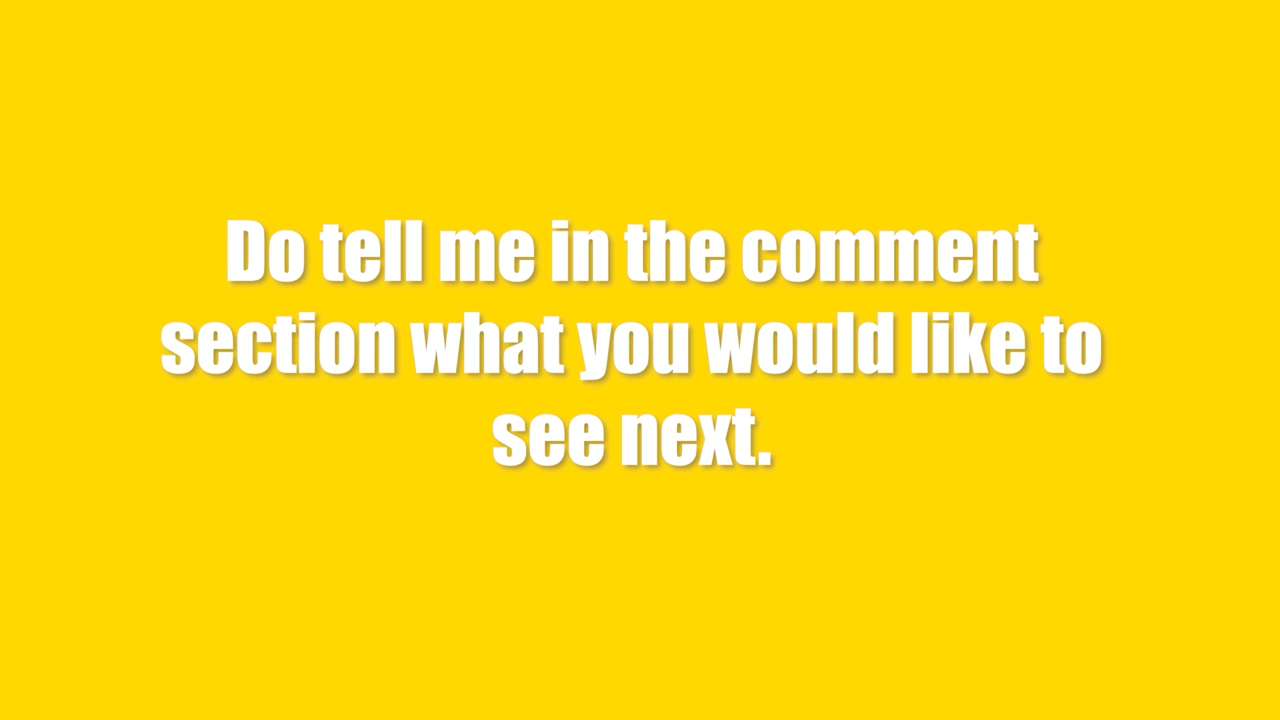 Do tell me in the comment
section what you would like to
see next.